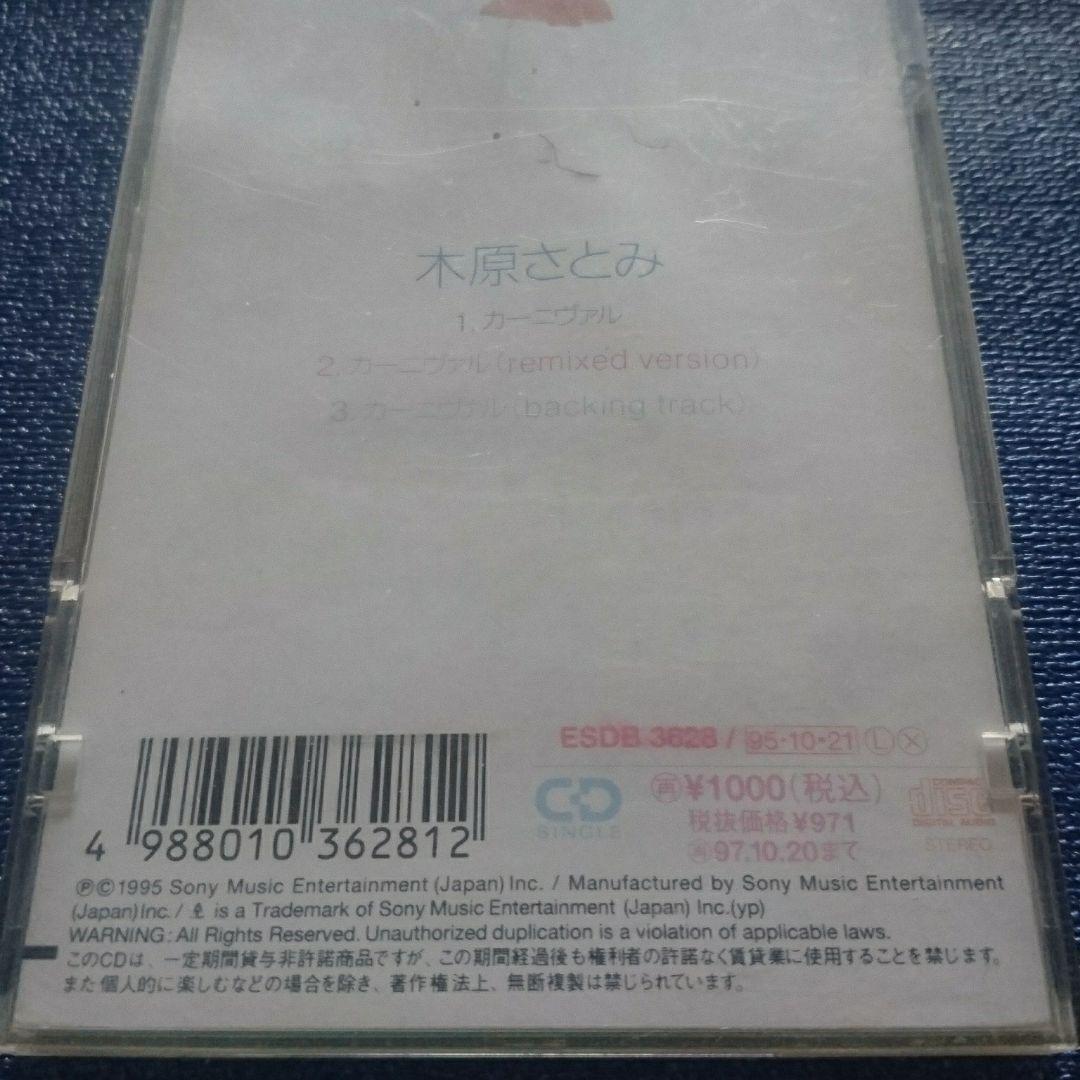 木原さとみ
1. カーニヴァル
2. カーニヴァル (remixed version)
3. カーニヴァル (backing track)
ESDB 3628 / 95·10·21 Ⓛ Ⓧ
CD SINGLE
㊢¥1000(税込)
税抜価格¥971
97.10.20まで
COMPACT disc DIGITAL AUDIO
STEREO
4 988010 362812
ⓅⒸ1995 Sony Music Entertainment (Japan) Inc. / Manufactured by Sony Music Entertainment
(Japan) Inc. / is a Trademark of Sony Music Entertainment (Japan) Inc.(yp)
WARNING: All Rights Reserved. Unauthorized duplication is a violation of applicable laws.
このCDは、一定期間貸与非許諾商品ですが、この期間経過後も権利者の許諾なく賃貸業に使用することを禁じます。
また個人的に楽しむなどの場合を除き、著作権法上、無断複製は禁じられています。